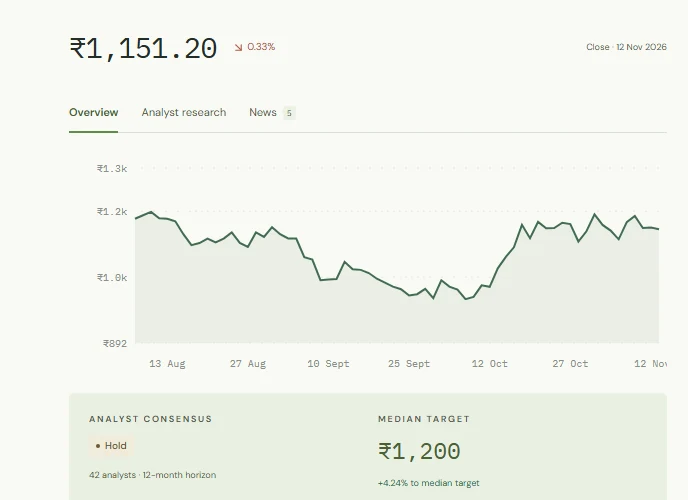 ₹1,151.20 ↘ 0.33%
Close · 12 Nov 2026
Overview Analyst research News 5
₹1.3k
₹1.2k
₹1.0k
₹892
13 Aug 27 Aug 10 Sept 25 Sept 12 Oct 27 Oct 12 Nov
ANALYST CONSENSUS
Hold
42 analysts · 12-month horizon
MEDIAN TARGET
₹1,200
+4.24% to median target